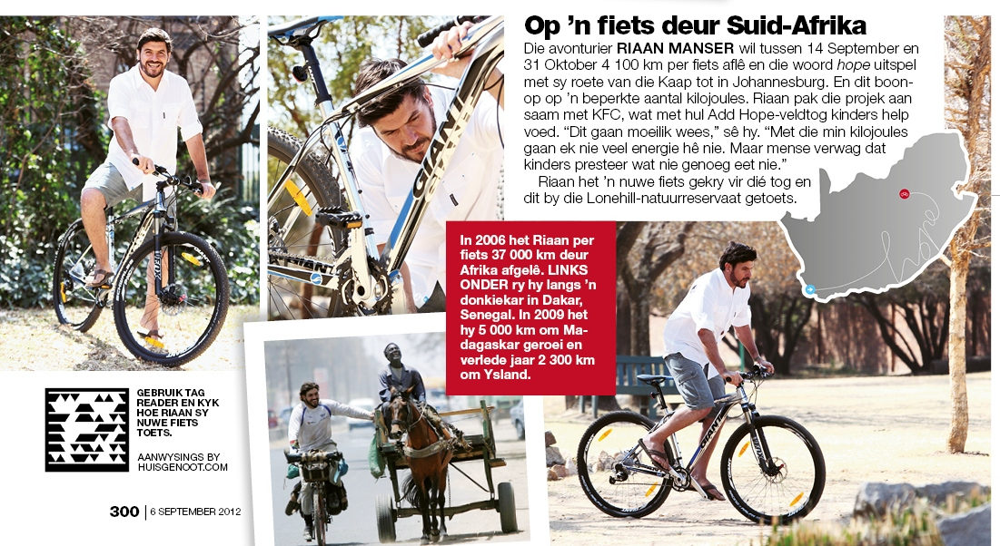 Op ’n fiets deur Suid-Afrika
Die avonturier RIAAN MANSER wil tussen 14 September en
31 Oktober 4 100 km per fiets aflê en die woord hope uitspel
met sy roete van die Kaap tot in Johannesburg. En dit boon-
op op ’n beperkte aantal kilojoules. Riaan pak die projek aan
saam met KFC, wat met hul Add Hope-veldtog kinders help
voed. “Dit gaan moeilik wees,” sê hy. “Met die min kilojoules
gaan ek nie veel energie hê nie. Maar mense verwag dat
kinders presteer wat nie genoeg eet nie.”
Riaan het ’n nuwe fiets gekry vir dié tog en
dit by die Lonehill-natuurreservaat getoets.
hope
In 2006 het Riaan per
fiets 37 000 km deur
Afrika afgelê. LINKS
ONDER ry hy langs ’n
donkiekar in Dakar,
Senegal. In 2009 het
hy 5 000 km om Ma-
dagaskar geroei en
verlede jaar 2 300 km
om Ysland.
GIANT
GIANT
GEBRUIK TAG
READER EN KYK
HOE RIAAN SY
NUWE FIETS
TOETS.
AANWYSINGS BY
HUISGENOOT.COM
300 | 6 SEPTEMBER 2012